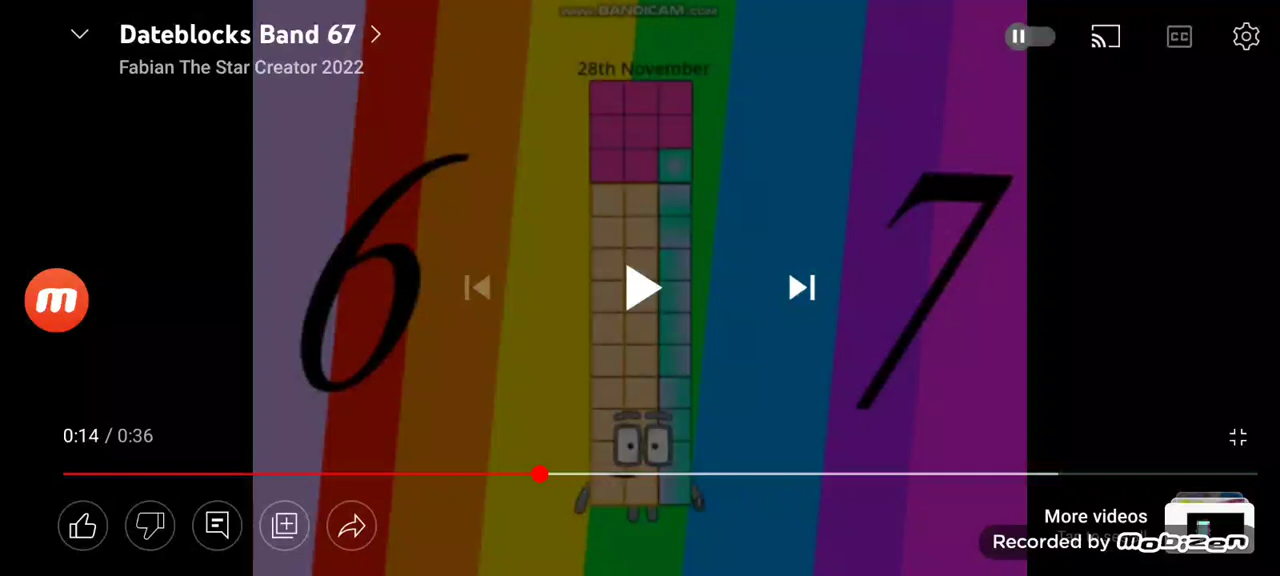 www.BANDICAM.com
Dateblocks Band 67
Fabian The Star Creator 2022
CC
28th November
6 7
m
0:14 / 0:36
More videos
Recorded by mobizen